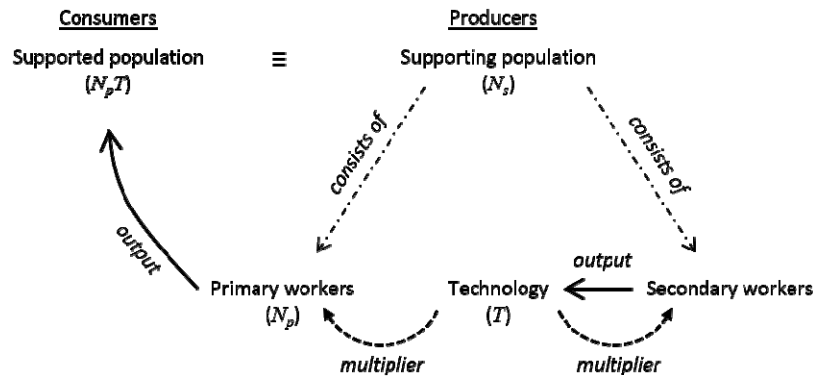 Consumers
Producers
Supported population
≡
Supporting population
(NpT)
(Ns)
consists of
consists of
output
output
Primary workers
Technology
Secondary workers
(Np)
(T)
multiplier
multiplier